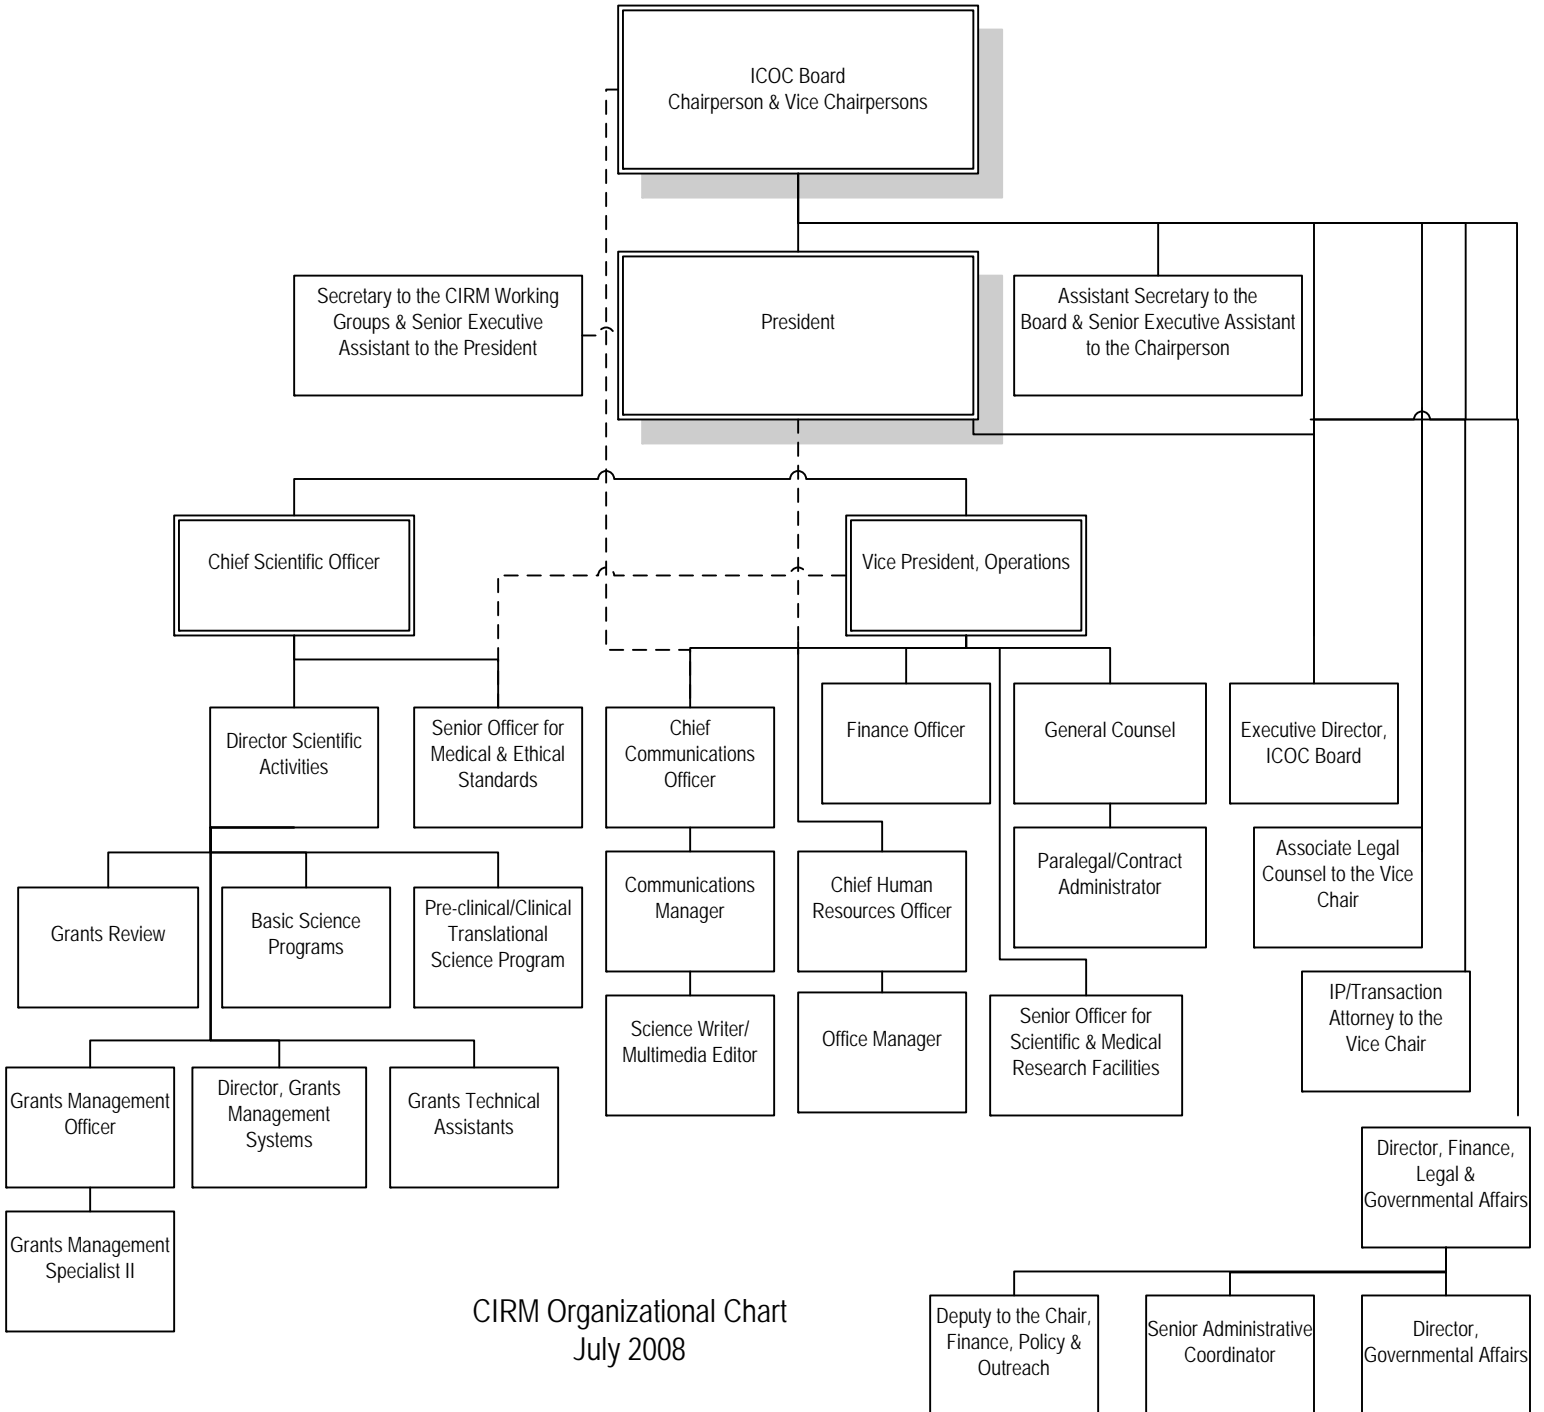 ICOC Board
Chairperson & Vice Chairpersons
Secretary to the CIRM Working
Groups & Senior Executive
Assistant to the President
President
Assistant Secretary to the
Board & Senior Executive Assistant
to the Chairperson
Chief Scientific Officer
Vice President, Operations
Director Scientific
Activities
Senior Officer for
Medical & Ethical
Standards
Chief
Communications
Officer
Finance Officer
General Counsel
Executive Director,
ICOC Board
Paralegal/Contract
Administrator
Associate Legal
Counsel to the Vice
Chair
Grants Review
Basic Science
Programs
Pre-clinical/Clinical
Translational
Science Program
Communications
Manager
Chief Human
Resources Officer
IP/Transaction
Attorney to the
Vice Chair
Science Writer/
Multimedia Editor
Office Manager
Senior Officer for
Scientific & Medical
Research Facilities
Grants Management
Officer
Director, Grants
Management
Systems
Grants Technical
Assistants
Director, Finance,
Legal &
Governmental Affairs
Grants Management
Specialist II
CIRM Organizational Chart
July 2008
Deputy to the Chair,
Finance, Policy &
Outreach
Senior Administrative
Coordinator
Director,
Governmental Affairs